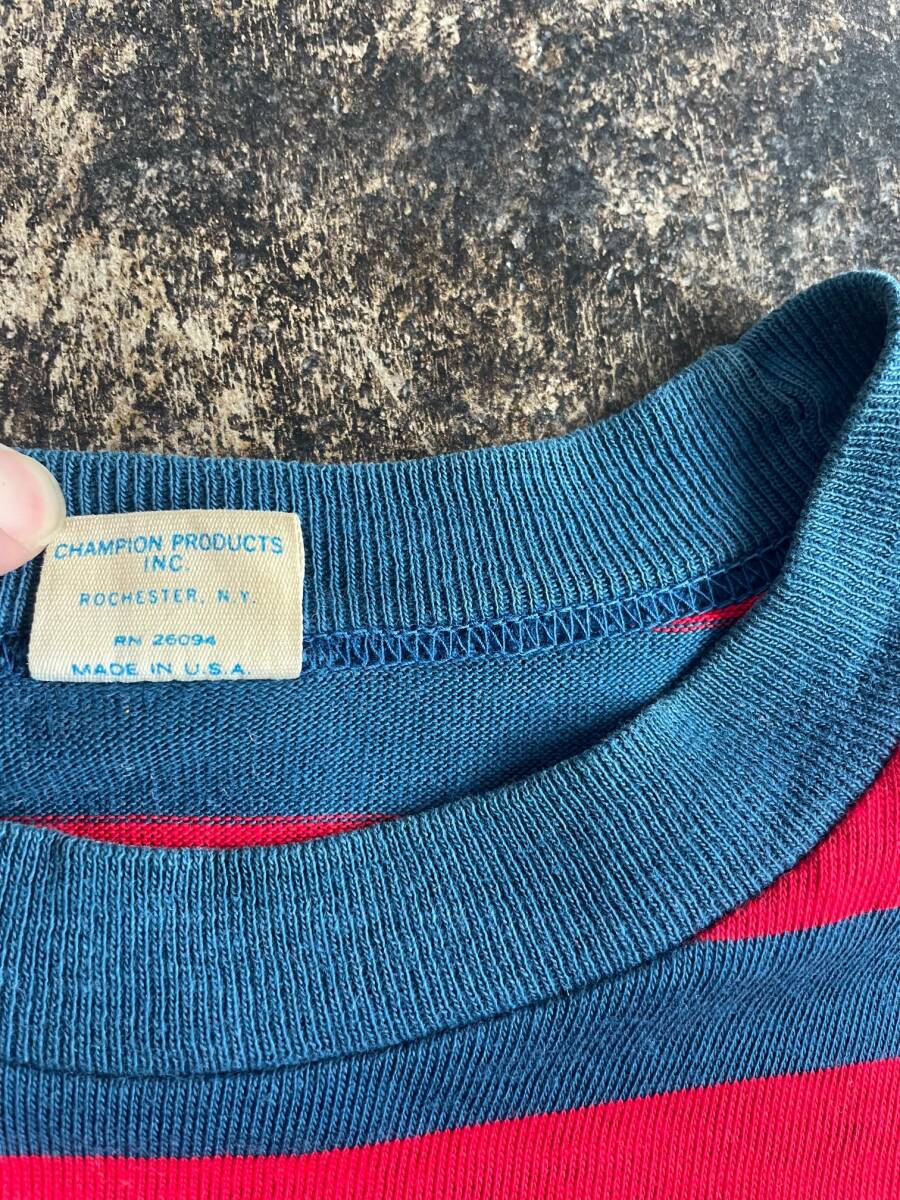 CHAMPION PRODUCTS
INC.
ROCHESTER, N.Y.
RN 26094
MADE IN U.S.A.